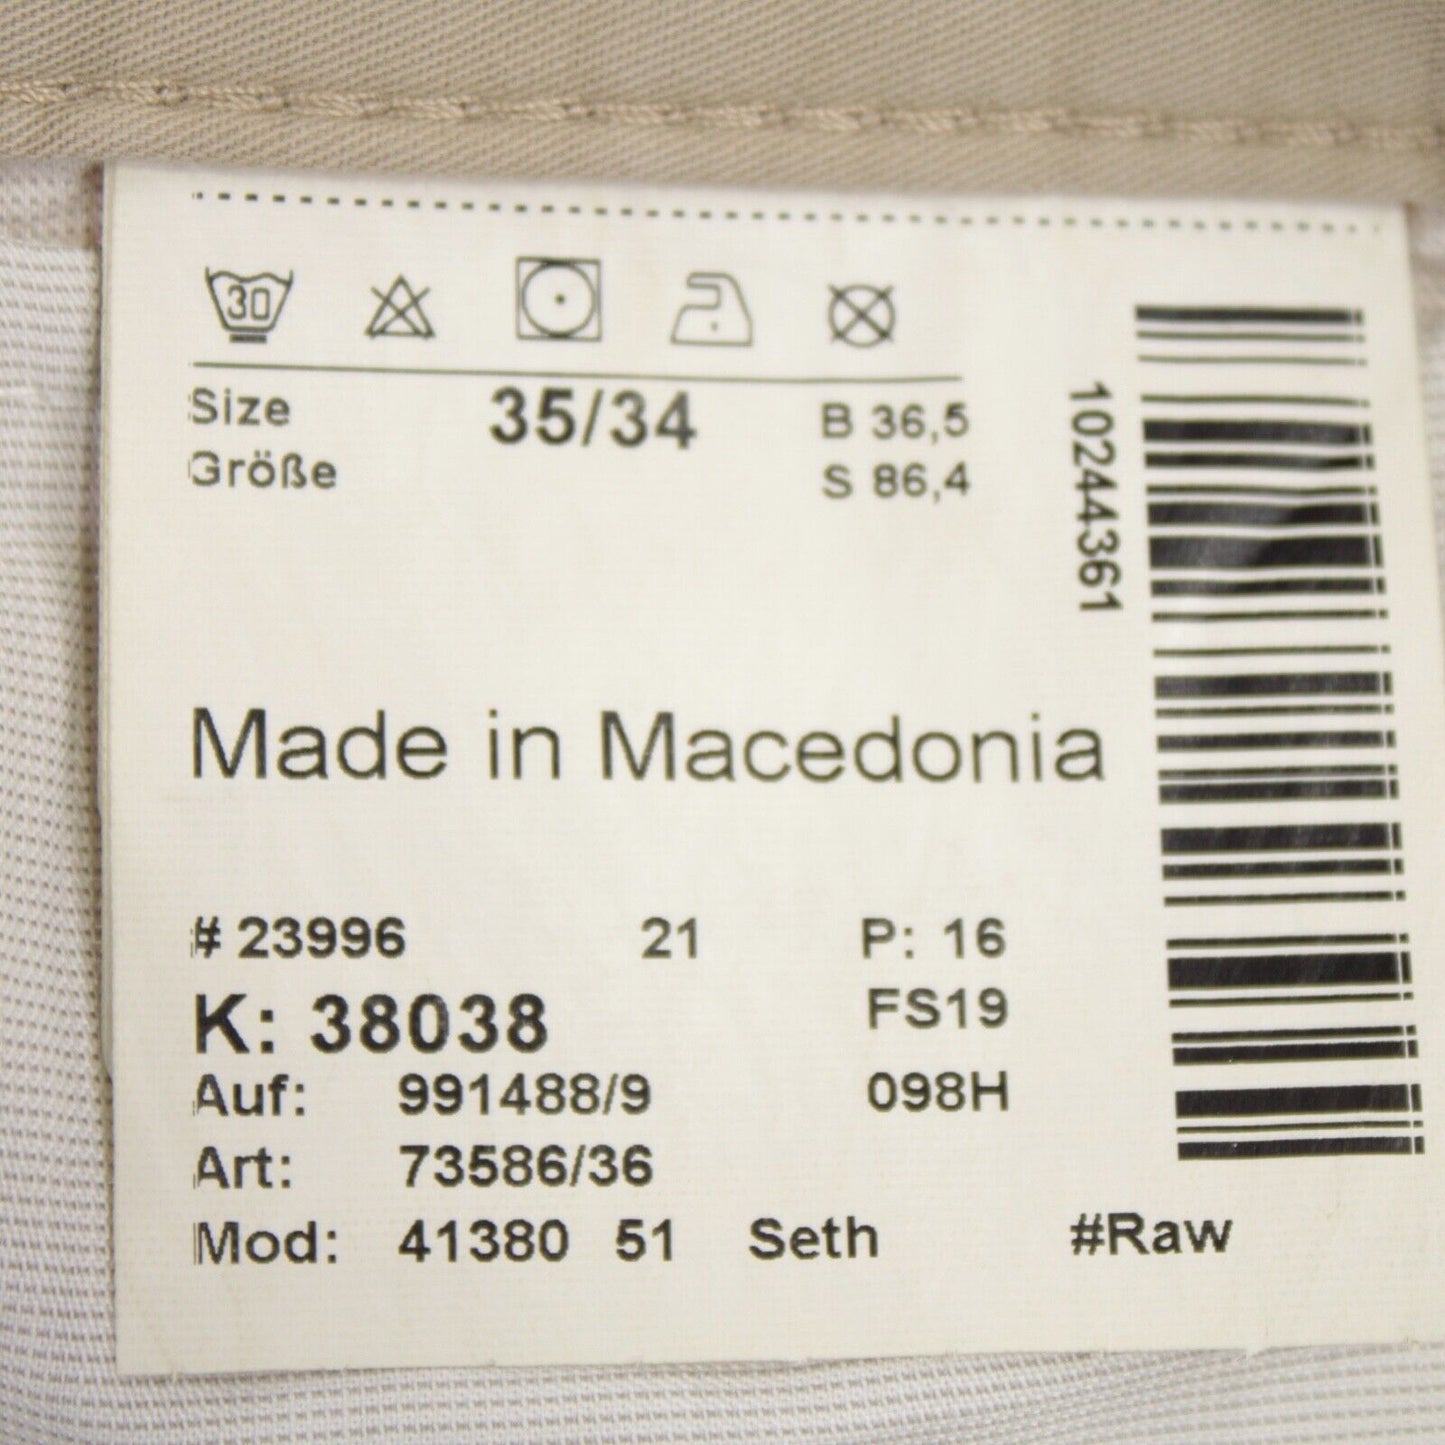 30
Size 35/34 B 36,5
Größe S 86,4
10244361
Made in Macedonia
# 23996 21 P: 16
K: 38038 FS19
Auf: 991488/9 098H
Art: 73586/36
Mod: 41380 51 Seth #Raw